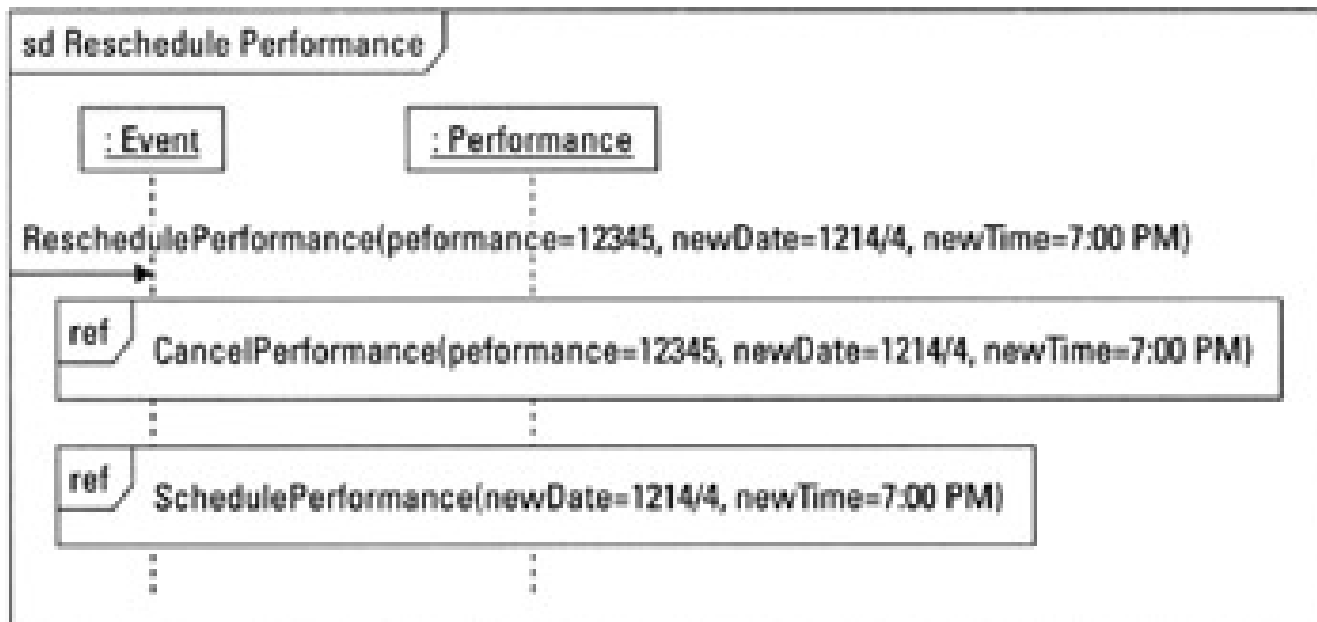 sd Reschedule Performance
: Event
: Performance
ReschedulePerformance(peformance=12345, newDate=1214/4, newTime=7:00 PM)
ref
CancelPerformance(peformance=12345, newDate=1214/4, newTime=7:00 PM)
ref
SchedulePerformance(newDate=1214/4, newTime=7:00 PM)